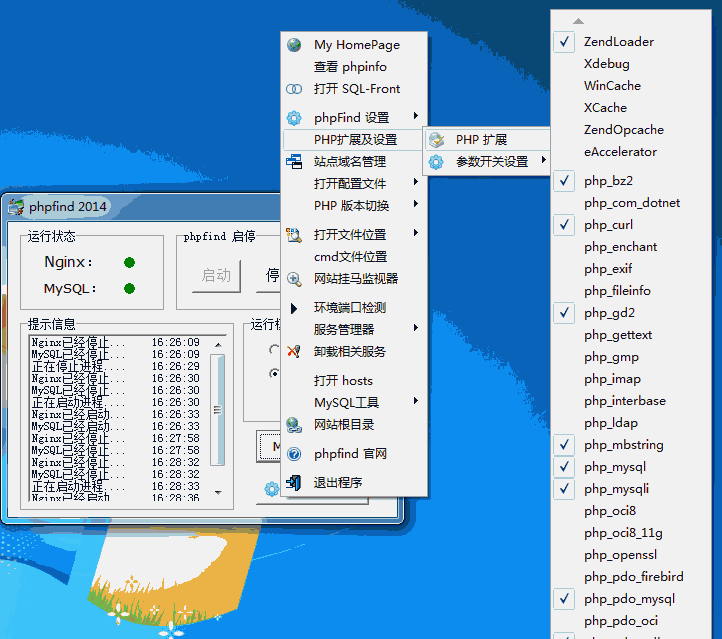 phpfind 2014
运行状态
Nginx:
MySQL:
phpfind 启停
启动
停
提示信息
Nginx已经停止... 16:26:09
MySQL已经停止... 16:26:09
正在停止进程... 16:26:29
Nginx已经停止... 16:26:30
MySQL已经停止... 16:26:30
正在启动进程... 16:26:30
Nginx已经启动... 16:26:33
MySQL已经启动... 16:26:33
Nginx已经停止... 16:27:58
MySQL已经停止... 16:27:58
Nginx已经停止... 16:28:32
MySQL已经停止... 16:28:32
正在启动进程... 16:28:33
Nginx已经启动... 16:28:36
运行模
M
My HomePage
查看 phpinfo
打开 SQL-Front
phpFind 设置
PHP扩展及设置
站点域名管理
打开配置文件
PHP 版本切换
打开文件位置
cmd文件位置
网站挂马监视器
环境端口检测
服务管理器
卸载相关服务
打开 hosts
MySQL工具
网站根目录
phpfind 官网
退出程序
PHP 扩展
参数开关设置
ZendLoader
Xdebug
WinCache
XCache
ZendOpcache
eAccelerator
php_bz2
php_com_dotnet
php_curl
php_enchant
php_exif
php_fileinfo
php_gd2
php_gettext
php_gmp
php_imap
php_interbase
php_ldap
php_mbstring
php_mysql
php_mysqli
php_oci8
php_oci8_11g
php_openssl
php_pdo_firebird
php_pdo_mysql
php_pdo_oci